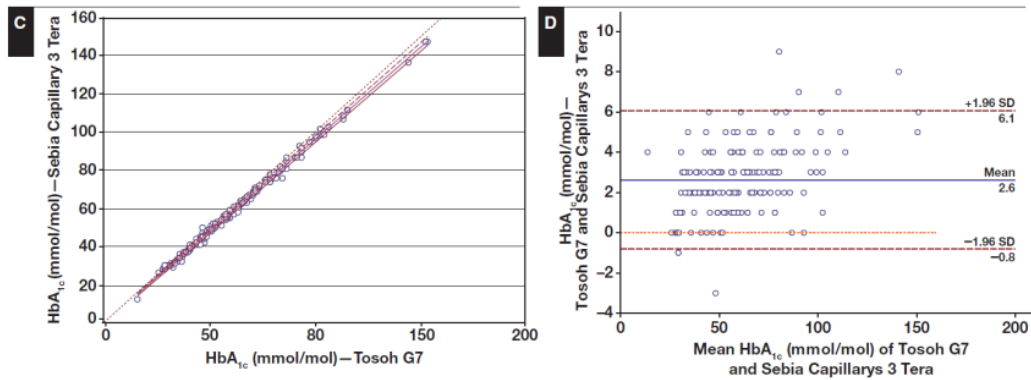 C
HbA1c (mmol/mol)—Sebia Capillary 3 Tera
160
140
120
100
80
60
40
20
0
0
50
80
150
200
HbA1c (mmol/mol)—Tosoh G7
D
HbA1c (mmol/mol)—
Tosoh G7 and Sebia Capillarys 3 Tera
10
8
6
4
2
0
−2
−4
+1.96 SD
6.1
Mean
2.6
−1.96 SD
−0.8
0
50
100
150
200
Mean HbA1c (mmol/mol) of Tosoh G7
and Sebia Capillarys 3 Tera